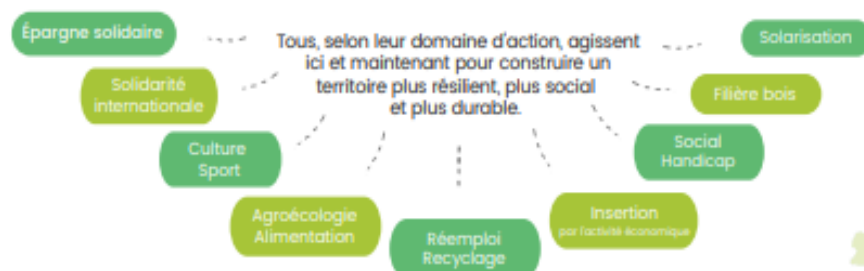 Épargne solidaire
Tous, selon leur domaine d'action, agissent
ici et maintenant pour construire un
territoire plus résilient, plus social
et plus durable.
Solarisation
Solidarité
internationale
Filière bois
Culture
Sport
Social
Handicap
Agroécologie
Alimentation
Insertion
par l'activité économique
Réemploi
Recyclage